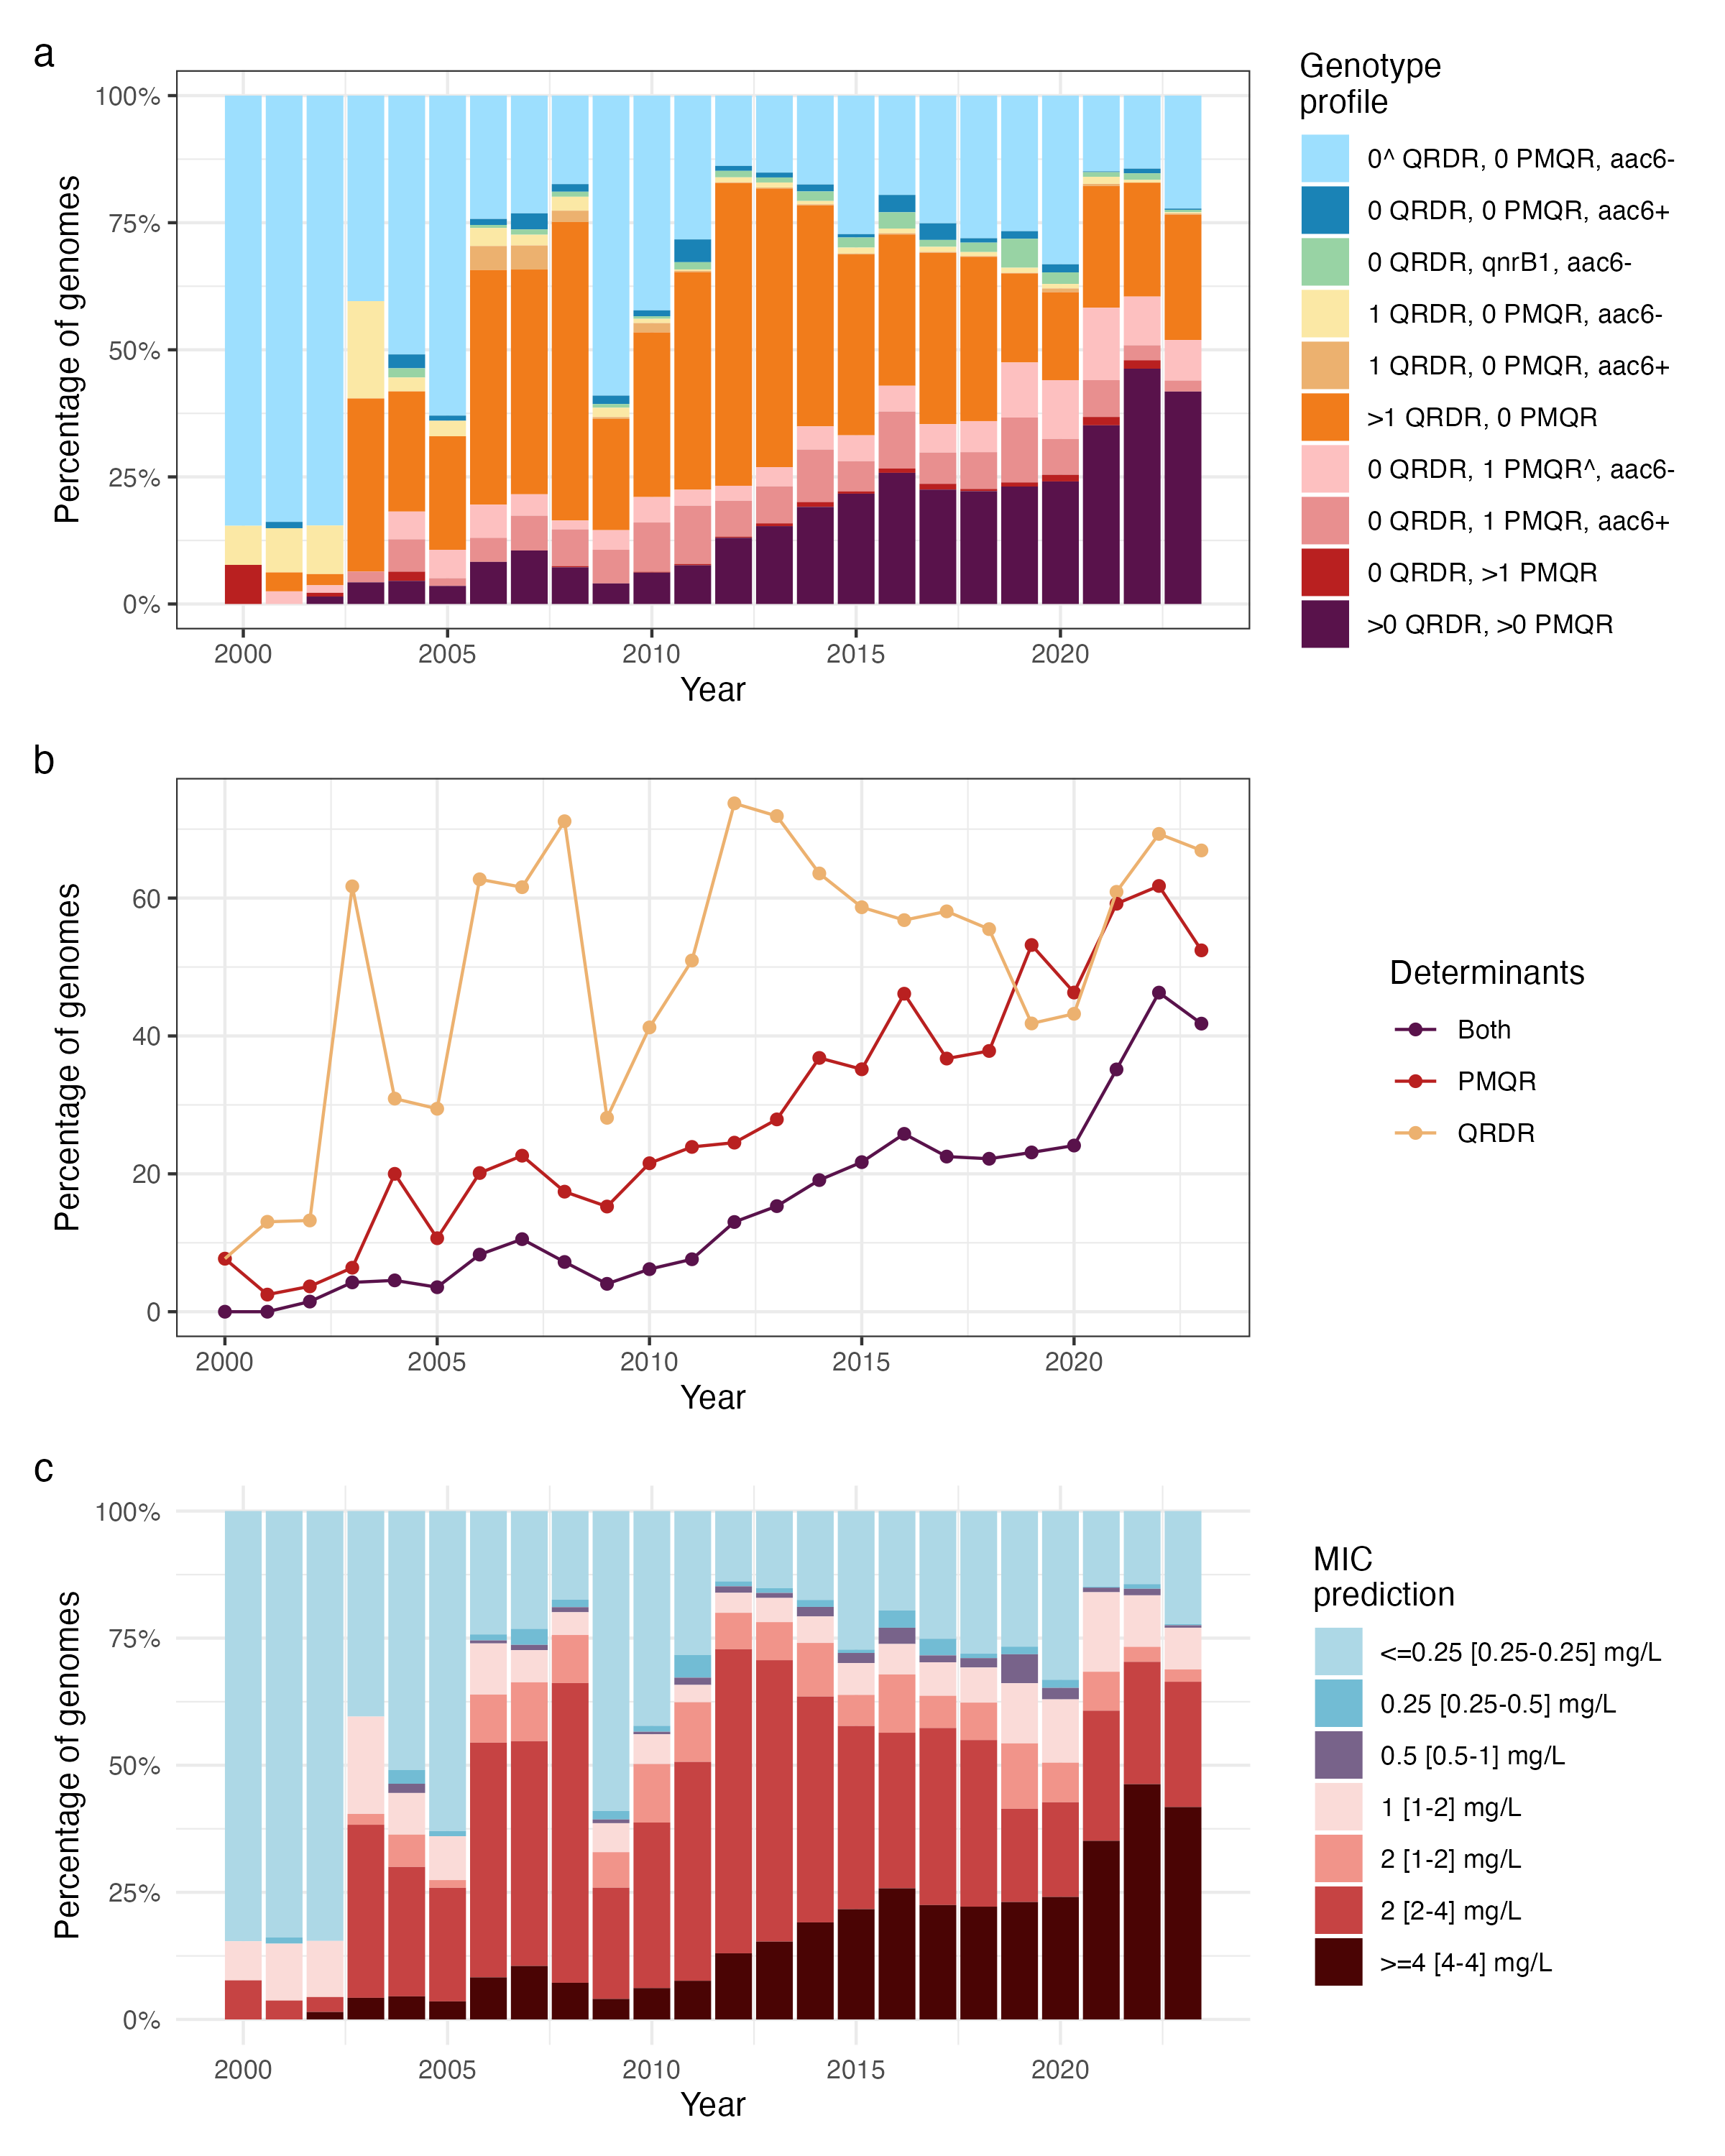 a
Percentage of genomes
100%
75%
50%
25%
0%
2000 2005 2010 2015 2020
Year
Genotype
profile
0^ QRDR, 0 PMQR, aac6-
0 QRDR, 0 PMQR, aac6+
0 QRDR, qnrB1, aac6-
1 QRDR, 0 PMQR, aac6-
1 QRDR, 0 PMQR, aac6+
>1 QRDR, 0 PMQR
0 QRDR, 1 PMQR^, aac6-
0 QRDR, 1 PMQR, aac6+
0 QRDR, >1 PMQR
>0 QRDR, >0 PMQR
b
Percentage of genomes
60
40
20
0
2000 2005 2010 2015 2020
Year
Determinants
Both
PMQR
QRDR
c
Percentage of genomes
100%
75%
50%
25%
0%
2000 2005 2010 2015 2020
Year
MIC
prediction
<=0.25 [0.25-0.25] mg/L
0.25 [0.25-0.5] mg/L
0.5 [0.5-1] mg/L
1 [1-2] mg/L
2 [1-2] mg/L
2 [2-4] mg/L
>=4 [4-4] mg/L